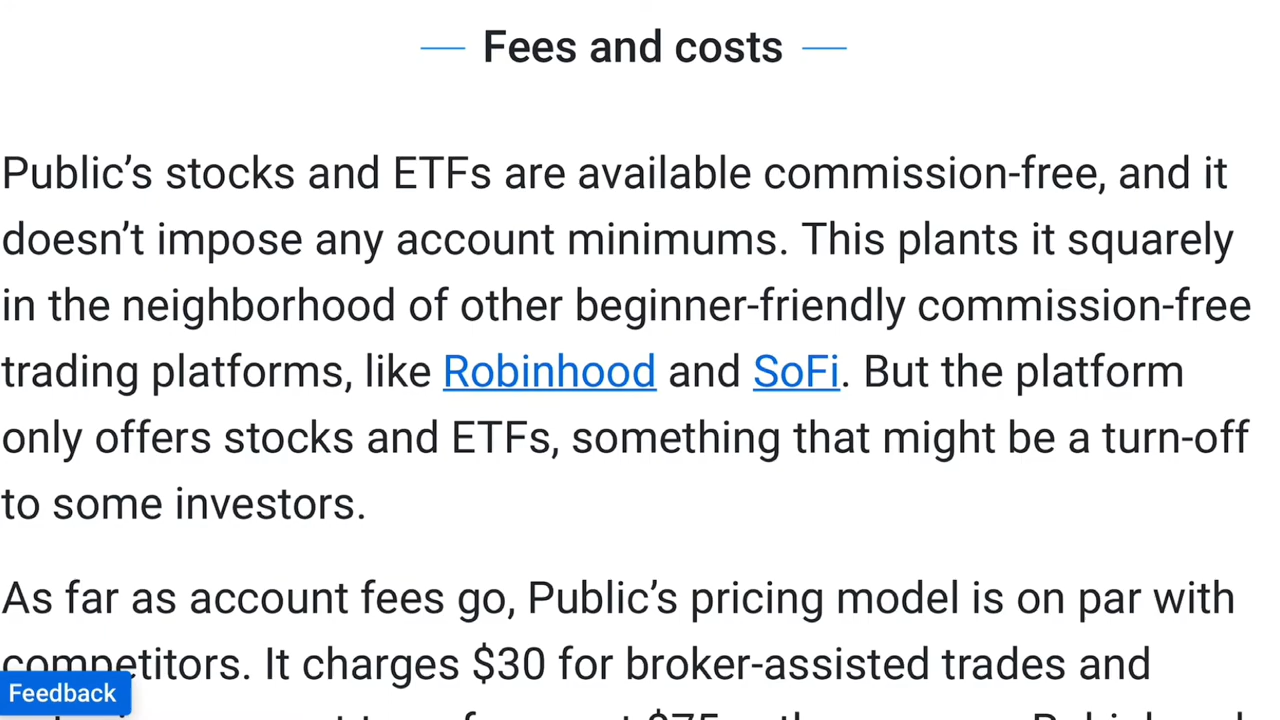 Fees and costs
Public’s stocks and ETFs are available commission-free, and it
doesn’t impose any account minimums. This plants it squarely
in the neighborhood of other beginner-friendly commission-free
trading platforms, like Robinhood and SoFi. But the platform
only offers stocks and ETFs, something that might be a turn-off
to some investors.
As far as account fees go, Public’s pricing model is on par with
competitors. It charges $30 for broker-assisted trades and
Feedback